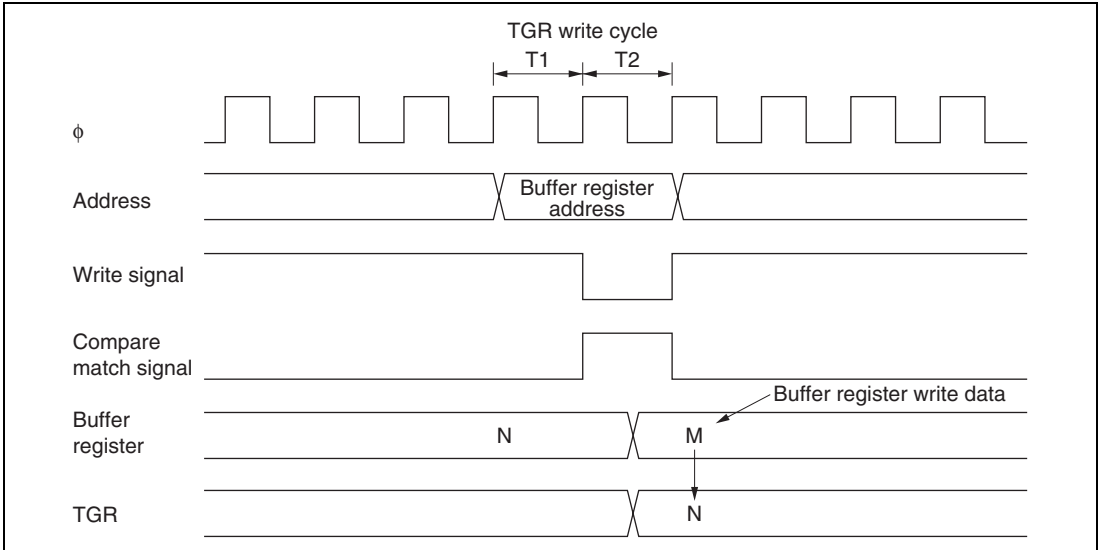 TGR write cycle
T1 T2
ϕ
Address
Buffer register
address
Write signal
Compare
match signal
Buffer register write data
Buffer
register
N M
TGR
N